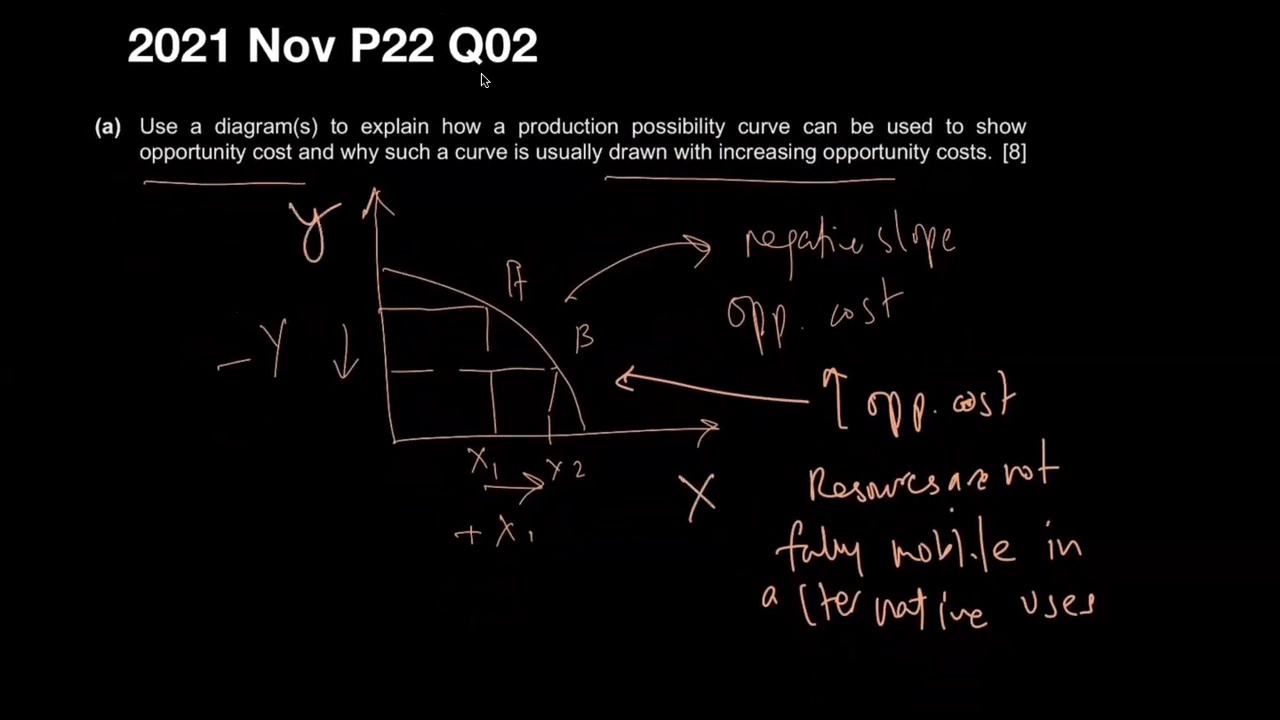 2021 Nov P22 Q02
(a) Use a diagram(s) to explain how a production possibility curve can be used to show
opportunity cost and why such a curve is usually drawn with increasing opportunity costs. [8]
y
A
negative slope
B
opp. cost
- Y ↓
↑ opp. cost
X1 → X2
X
+ X1
Resources are not
fully mobile in
alternative uses